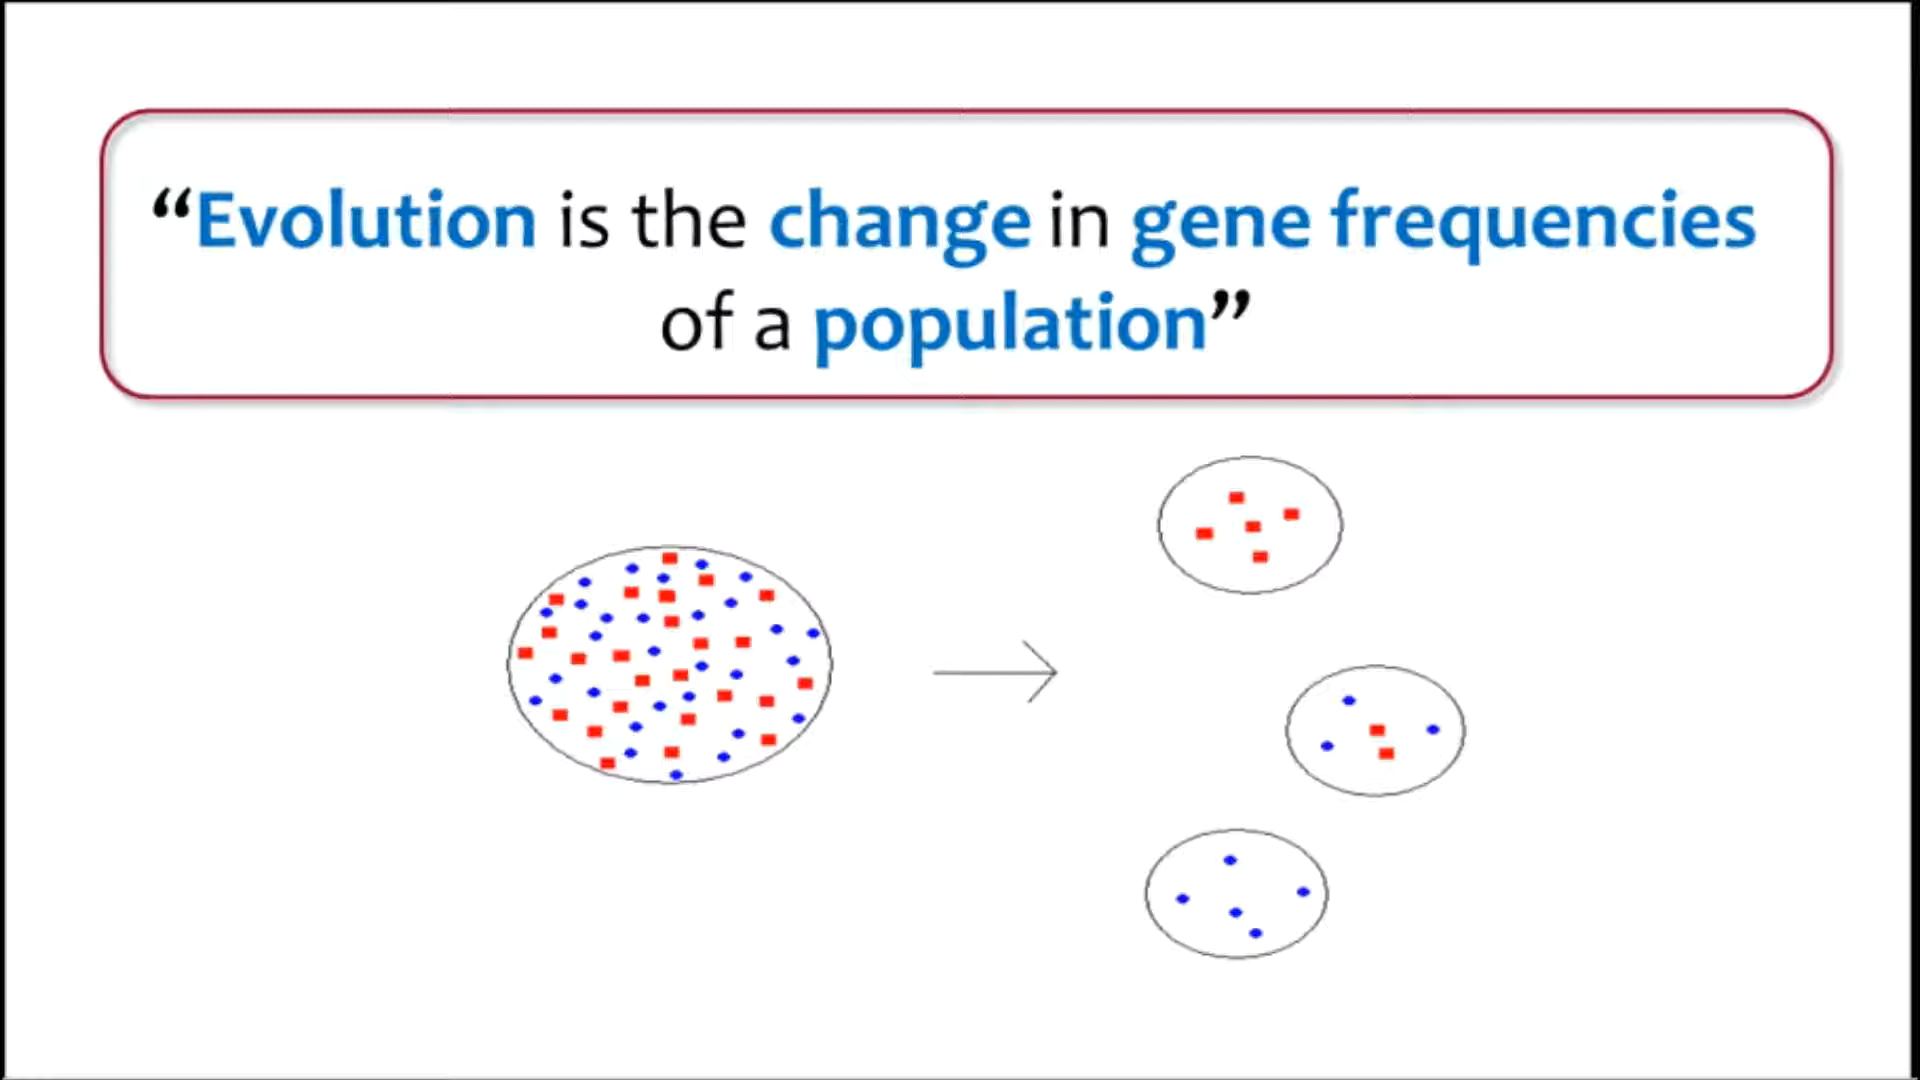 “Evolution is the change in gene frequencies
of a population”